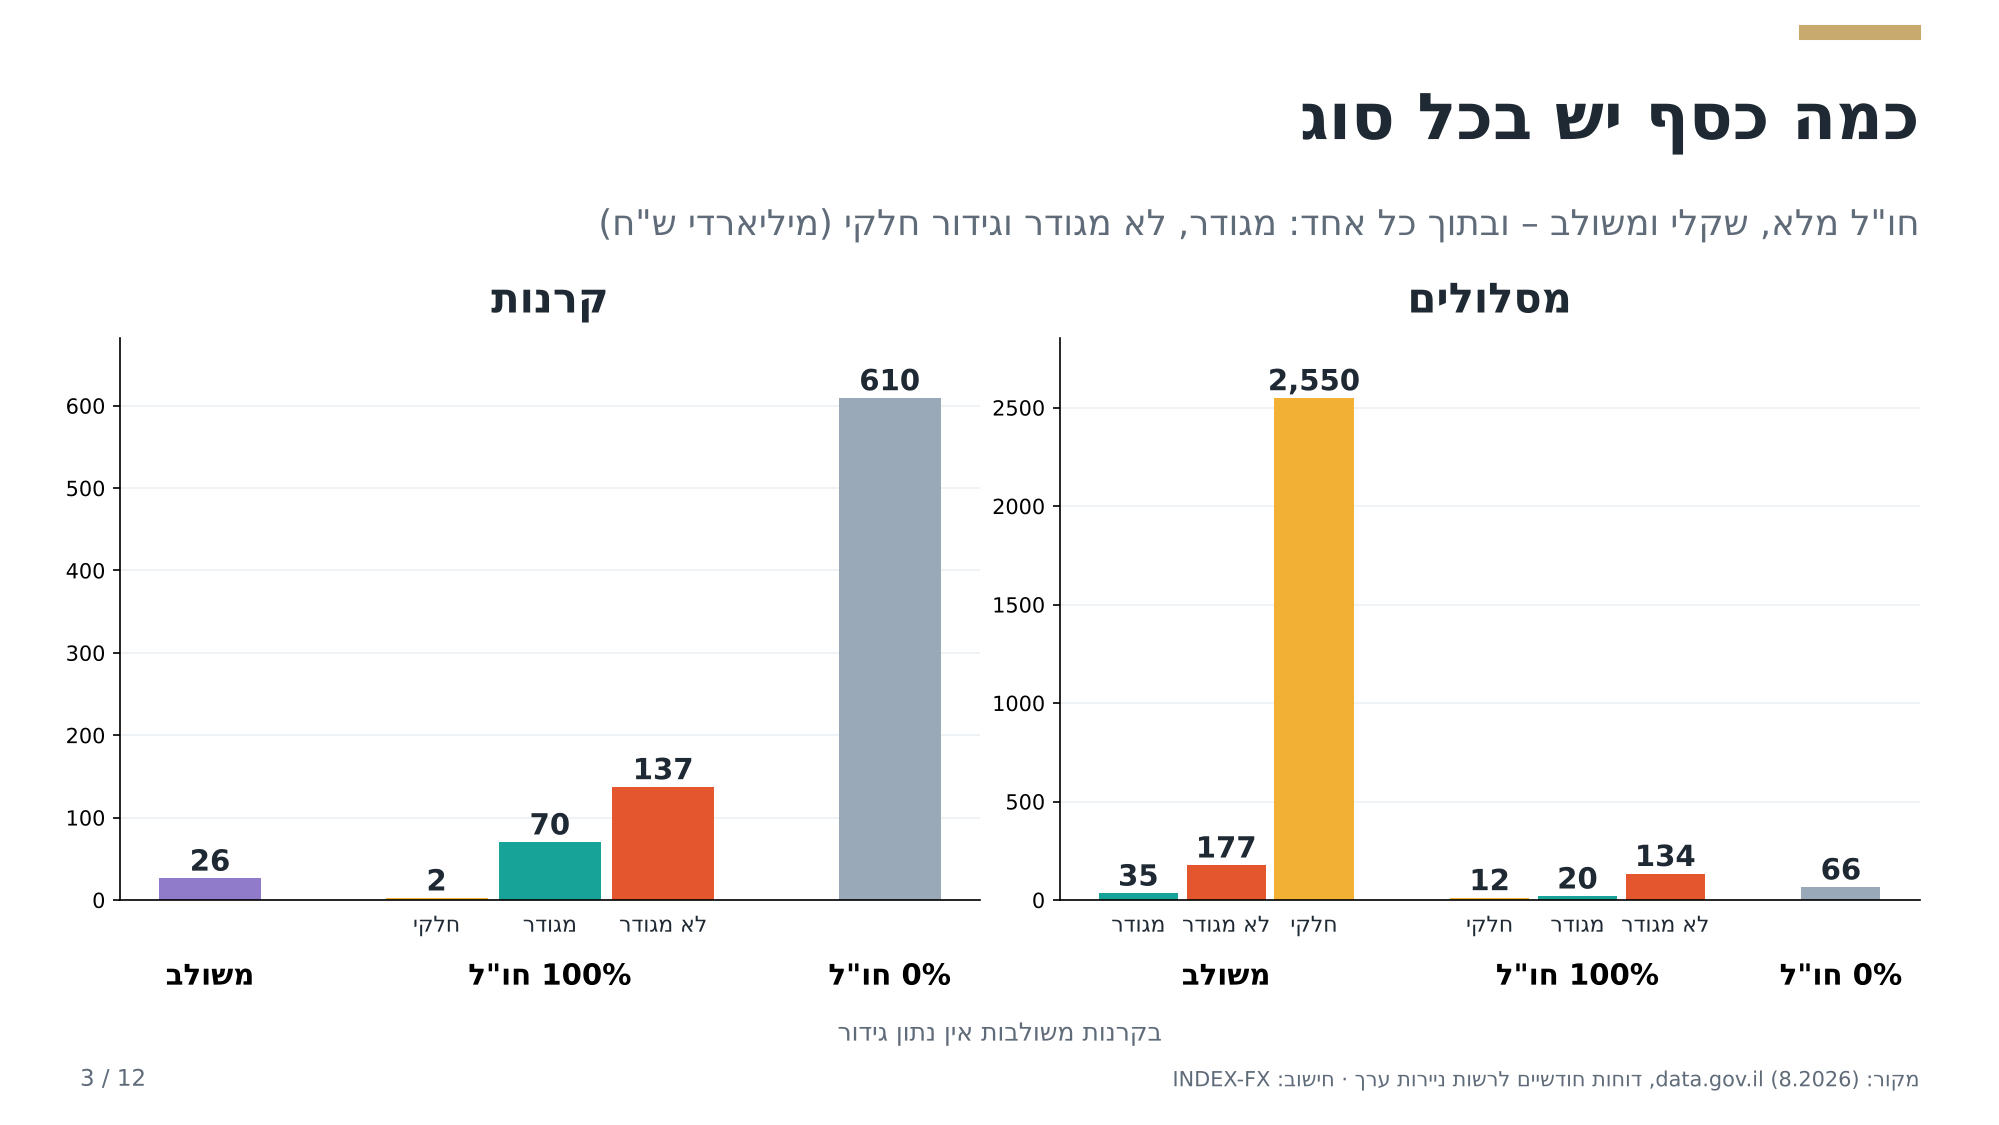 כמה כסף יש בכל סוג
חו"ל מלא, שקלי ומשולב – ובתוך כל אחד: מגודר, לא מגודר וגידור חלקי (מיליארדי ש"ח)
מסלולים
2500
2000
1500
1000
500
0
66
134
20
12
2,550
177
35
לא מגודר
מגודר
חלקי
חלקי
לא מגודר
מגודר
0% חו"ל
100% חו"ל
משולב
קרנות
600
500
400
300
200
100
0
610
137
70
2
26
לא מגודר
מגודר
חלקי
0% חו"ל
100% חו"ל
משולב
בקרנות משולבות אין נתון גידור
מקור: data.gov.il (8.2026), דוחות חודשיים לרשות ניירות ערך · חישוב: INDEX-FX
3 / 12